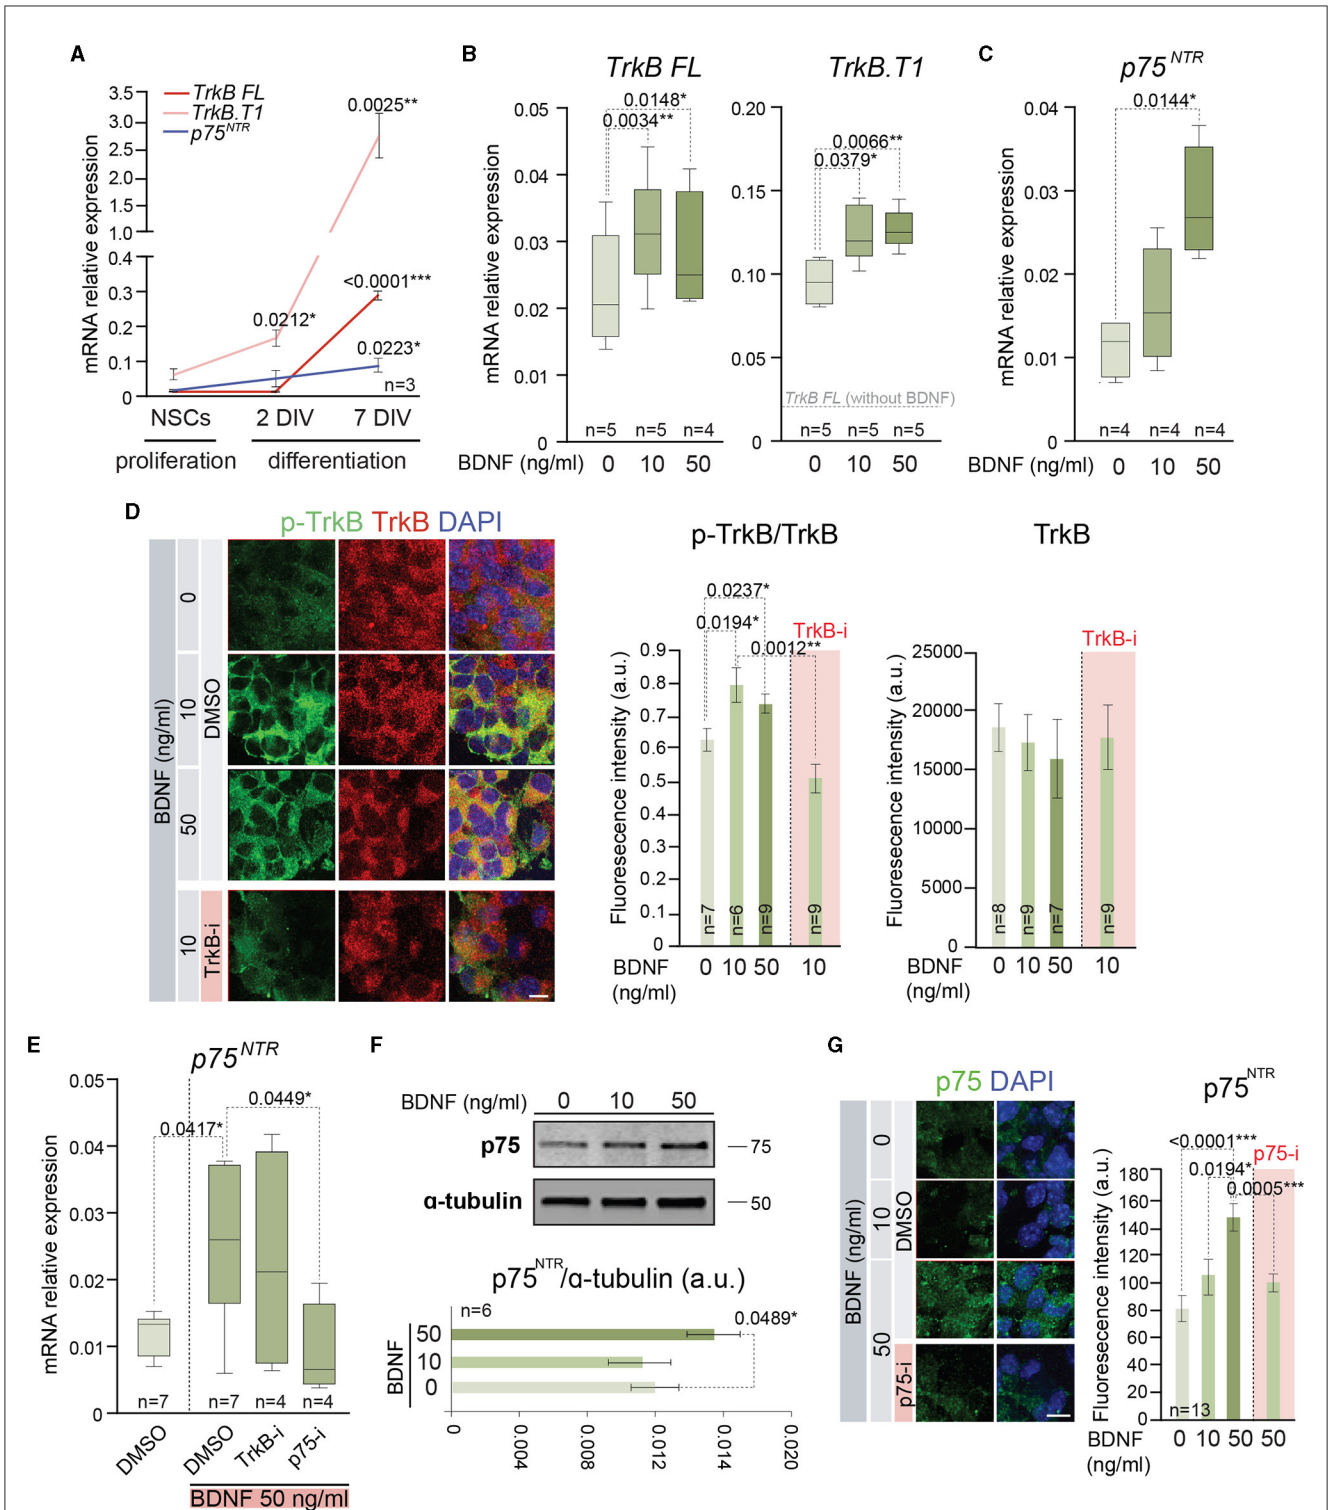 A
TrkB FL
TrkB.T1
p75NTR
mRNA relative expression
3.5
3.0
2.5
2.0
1.5
1.0
0.4
0.3
0.2
0.1
0
0.0025**
<0.0001***
0.0212*
0.0223*
n=3
NSCs 2 DIV 7 DIV
proliferation differentiation
B
TrkB FL
mRNA relative expression
0.05
0.04
0.03
0.02
0.01
0
0.0148*
0.0034**
n=5 n=5 n=4
BDNF (ng/ml) 0 10 50
TrkB.T1
0.20
0.15
0.10
0.05
0
0.0066**
0.0379*
TrkB FL (without BDNF)
n=5 n=5 n=5
0 10 50
C
p75NTR
mRNA relative expression
0.04
0.03
0.02
0.01
0
0.0144*
n=4 n=4 n=4
BDNF (ng/ml) 0 10 50
D
p-TrkB TrkB DAPI
BDNF (ng/ml)
0
10
50
10
DMSO
TrkB-i
p-TrkB/TrkB
Fluoresecence intensity (a.u.)
0.9
0.8
0.7
0.6
0.5
0.4
0.3
0.2
0.1
0
0.0237*
0.0194*
TrkB-i
0.0012**
n=7 n=6 n=9 n=9
BDNF 0 10 50 10
(ng/ml)
TrkB
Fluoresecence intensity (a.u.)
25000
20000
15000
10000
5000
0
TrkB-i
n=8 n=9 n=7 n=9
BDNF 0 10 50 10
(ng/ml)
E
p75NTR
mRNA relative expression
0.05
0.04
0.03
0.02
0.01
0
0.0449*
0.0417*
n=7 n=7 n=4 n=4
DMSO DMSO TrkB-i p75-i
BDNF 50 ng/ml
F
BDNF (ng/ml) 0 10 50
p75 75
α-tubulin 50
p75NTR/α-tubulin (a.u.)
n=6
0.0489*
BDNF
50
10
0
0 0.004 0.008 0.012 0.016 0.020
G
p75 DAPI
BDNF (ng/ml)
0
10
50
DMSO
p75-i
p75NTR
Fluorescence intensity (a.u.)
180
160
140
120
100
80
60
40
20
0
<0.0001***
p75-i
0.0194*
0.0005***
n=13
BDNF 0 10 50 50
(ng/ml)